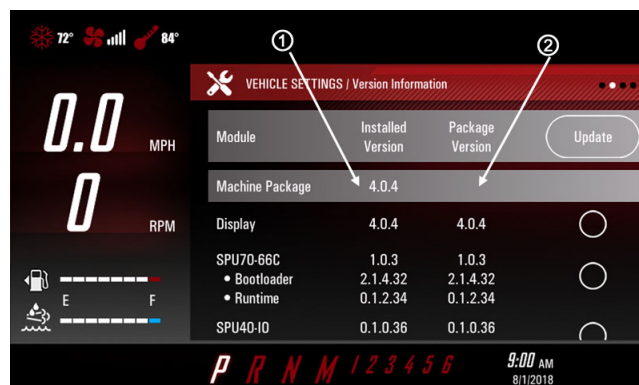 72° 84°
1 2
VEHICLE SETTINGS / Version Information
0.0 MPH
Module Installed Version Package Version Update
Machine Package 4.0.4
0 RPM
Display 4.0.4 4.0.4
SPU70-66C 1.0.3 1.0.3
• Bootloader 2.1.4.32 2.1.4.32
• Runtime 0.1.2.34 0.1.2.34
E F
SPU40-IO 0.1.0.36 0.1.0.36
P R N M 1 2 3 4 5 6 9:00 AM
8/1/2018